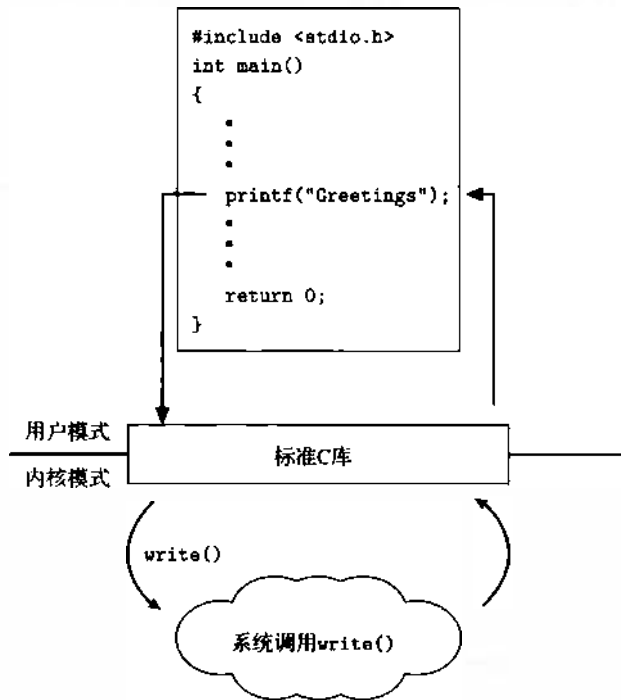 #include <stdio.h>
int main()
{
•
•
•
printf("Greetings");
•
•
•
return 0;
}
用户模式
标准C库
内核模式
write()
系统调用write()